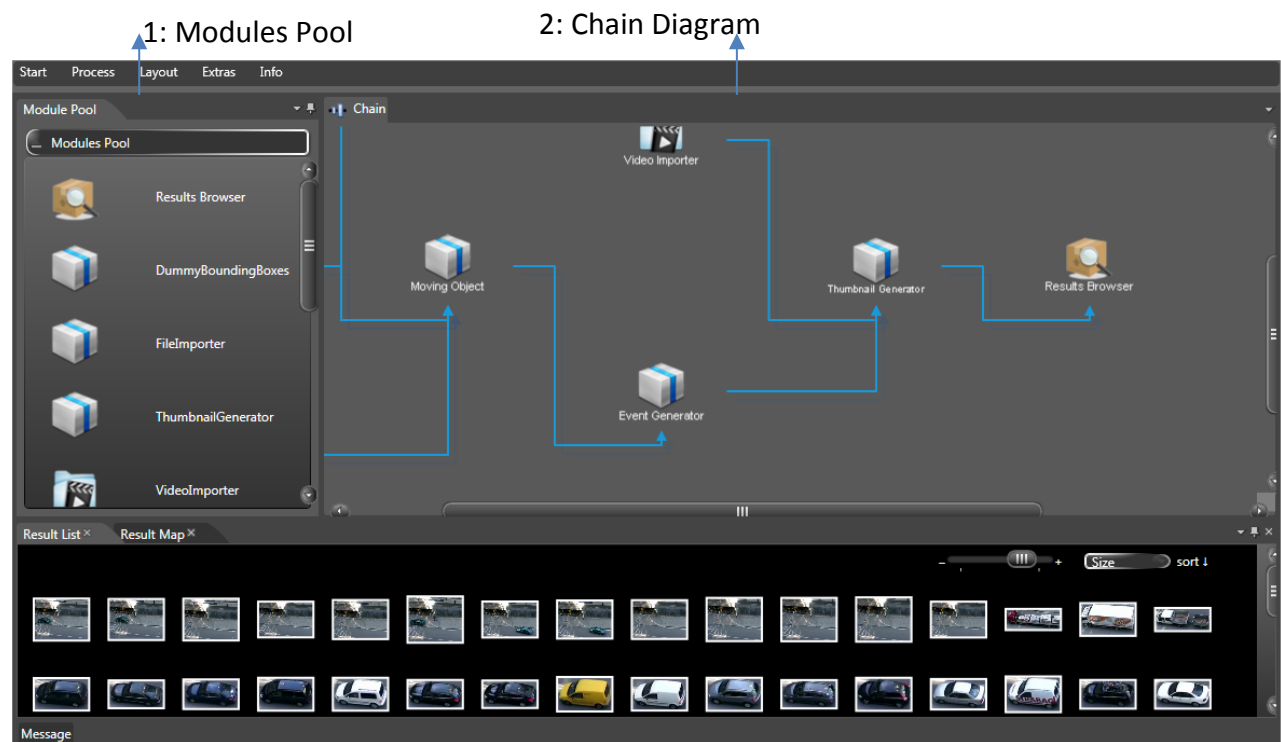 1: Modules Pool
2: Chain Diagram
Start Process Layout Extras Info
Module Pool
Chain
Modules Pool
Results Browser
DummyBoundingBoxes
FileImporter
ThumbnailGenerator
VideoImporter
Video Importer
Moving Object
Thumbnail Generator
Results Browser
Event Generator
Result List × Result Map ×
- + Size sort ↓
Message